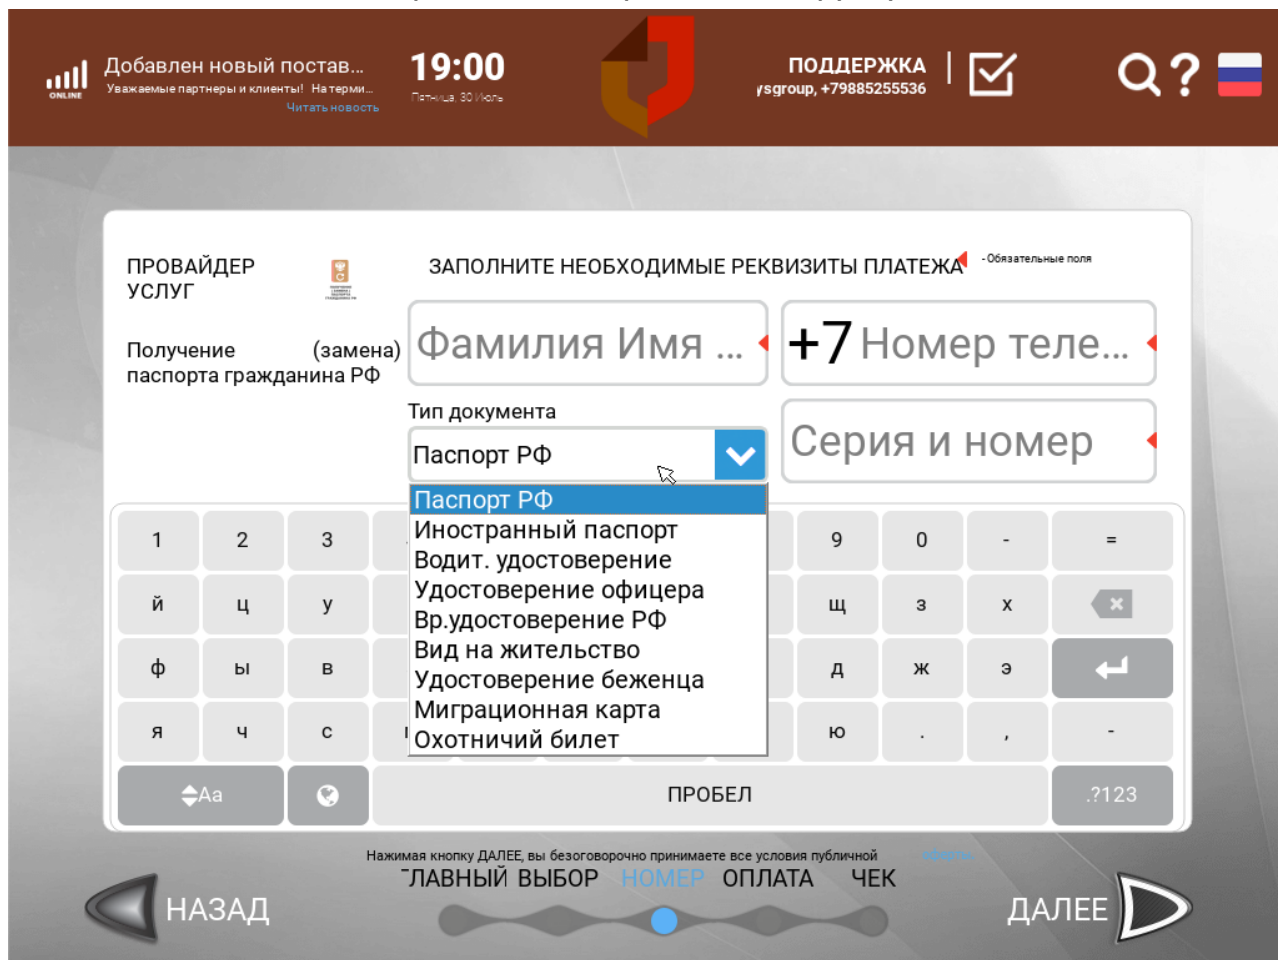 Добавлен новый постав...
Уважаемые партнеры и клиенты! На терми...
Читать новость
ONLINE
19:00
Пятница, 30 Июль
ПОДДЕРЖКА
ysgroup, +79885255536
?
ПРОВАЙДЕР
УСЛУГ
ЗАПОЛНИТЕ НЕОБХОДИМЫЕ РЕКВИЗИТЫ ПЛАТЕЖА
- Обязательные поля
Получение (замена)
паспорта гражданина РФ
Фамилия Имя ...
+7 Номер теле...
Тип документа
Паспорт РФ
Серия и номер
Паспорт РФ
Иностранный паспорт
Водит. удостоверение
Удостоверение офицера
Вр.удостоверение РФ
Вид на жительство
Удостоверение беженца
Миграционная карта
Охотничий билет
1 2 3 9 0 - =
й ц у щ з х
ф ы в д ж э
я ч с ю . , -
Аа ПРОБЕЛ .?123
Нажимая кнопку ДАЛЕЕ, вы безоговорочно принимаете все условия публичной оферты.
ГЛАВНЫЙ ВЫБОР НОМЕР ОПЛАТА ЧЕК
НАЗАД
ДАЛЕЕ